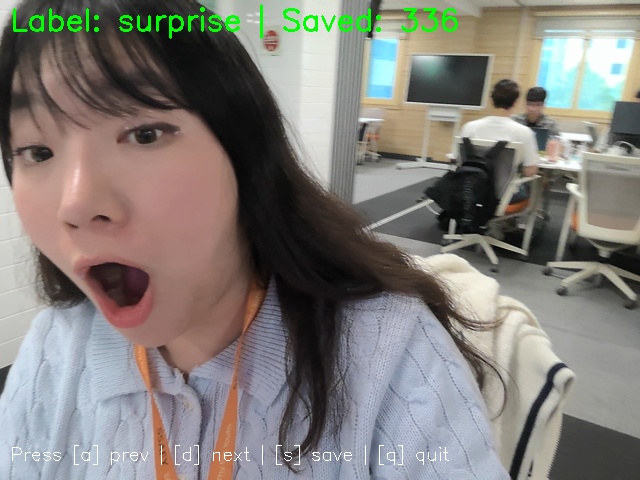 Label: surprise | Saved: 336
Press [a] prev | [d] next | [s] save | [q] quit